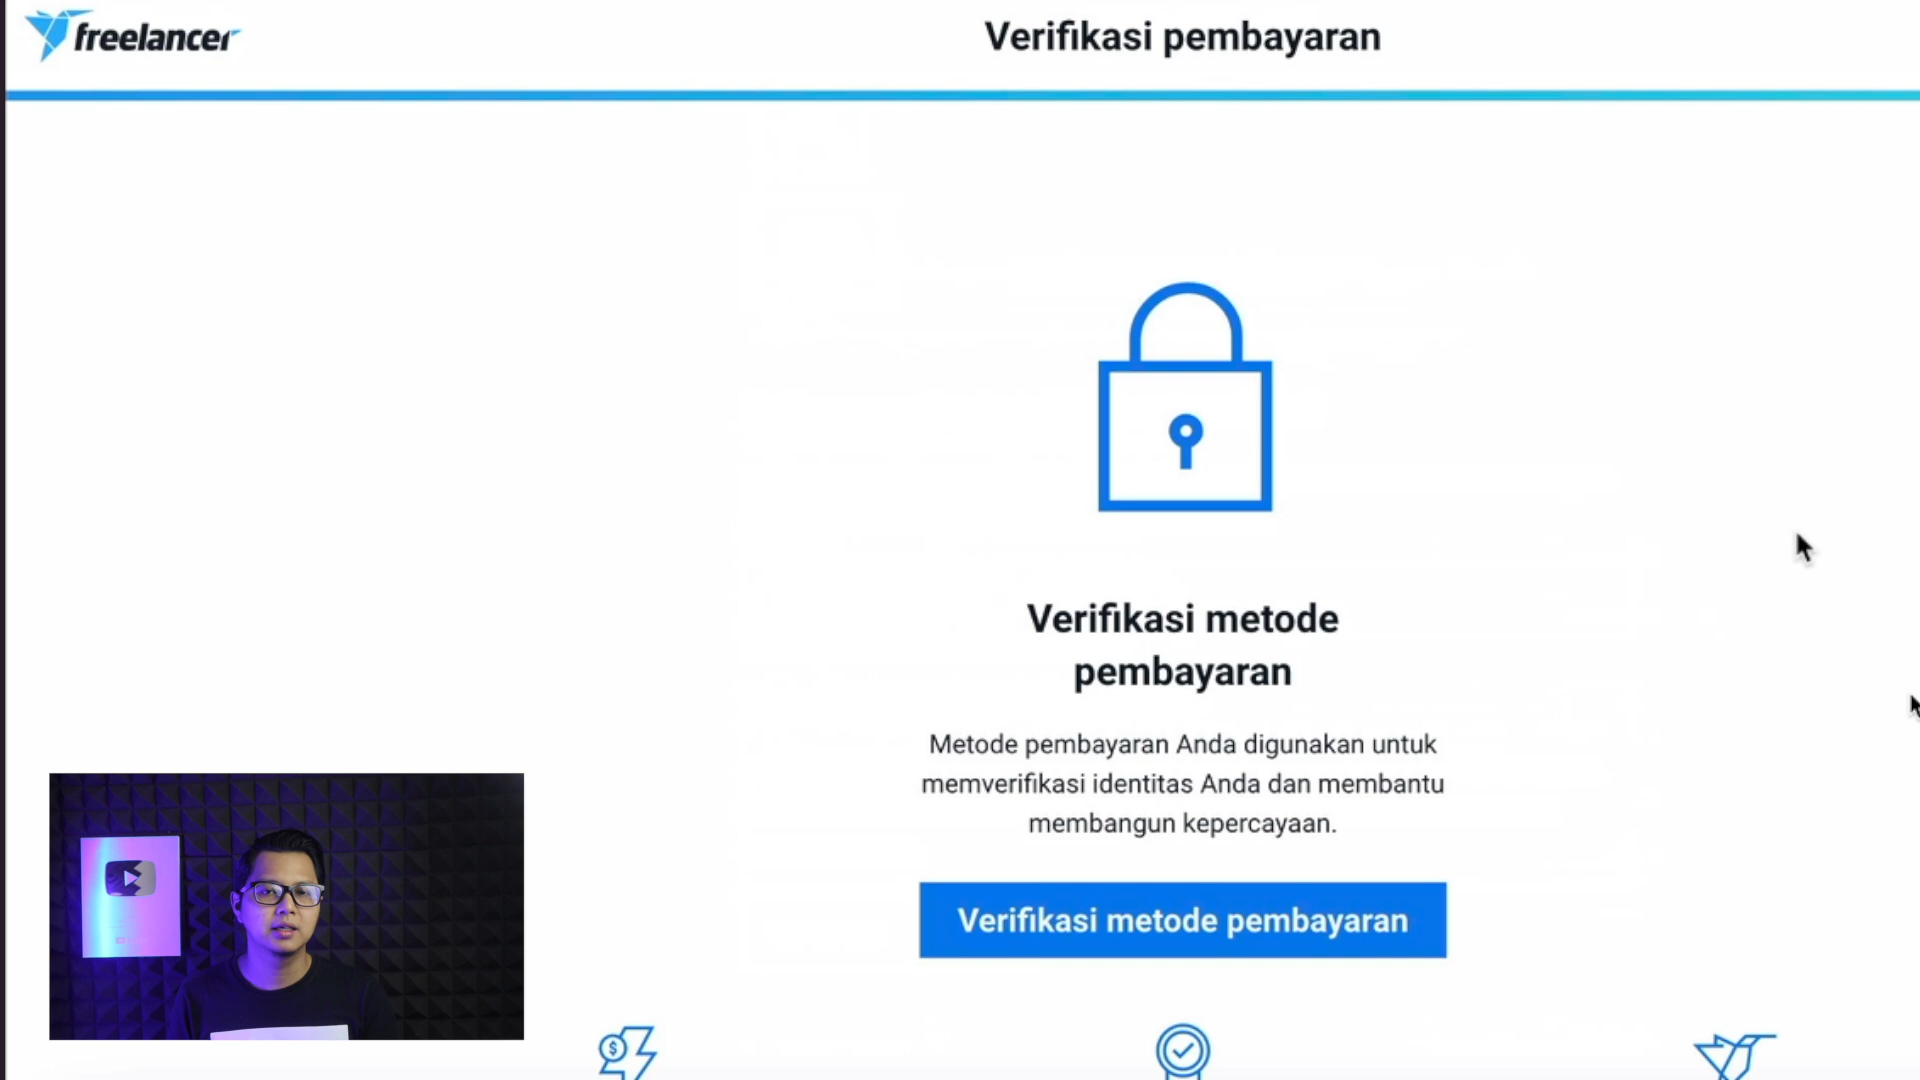 freelancer
Verifikasi pembayaran
Verifikasi metode
pembayaran
Metode pembayaran Anda digunakan untuk
memverifikasi identitas Anda dan membantu
membangun kepercayaan.
Verifikasi metode pembayaran